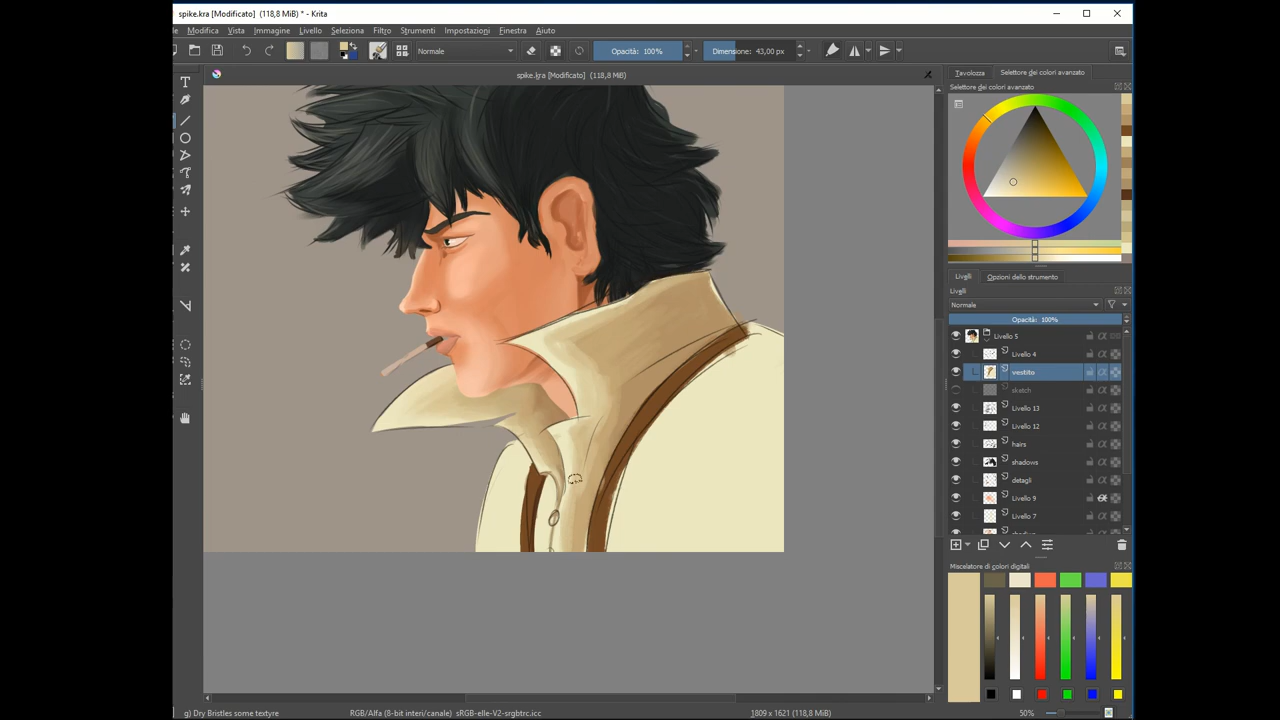 spike.kra [Modificato] (118,8 MiB) * - Krita
le Modifica Vista Immagine Livello Seleziona Filtro Strumenti Impostazioni Finestra Aiuto
Normale Opacità: 100% Dimensione: 43,00 px
spike.kra [Modificato] (118,8 MiB)
Tavolozza Selettore dei colori avanzato
Selettore dei colori avanzato
Livelli Opzioni dello strumento
Livelli
Normale
Opacità: 100%
Livello 5
Livello 4
vestito
sketch
Livello 13
Livello 12
hairs
shadows
detagli
Livello 9
Livello 7
Miscelatore di colori digitali
g) Dry Bristles some textyre RGB/Alfa (8-bit interi/canale) sRGB-elle-V2-srgbtrc.icc 1809 x 1621 (118,8 MiB) 50%